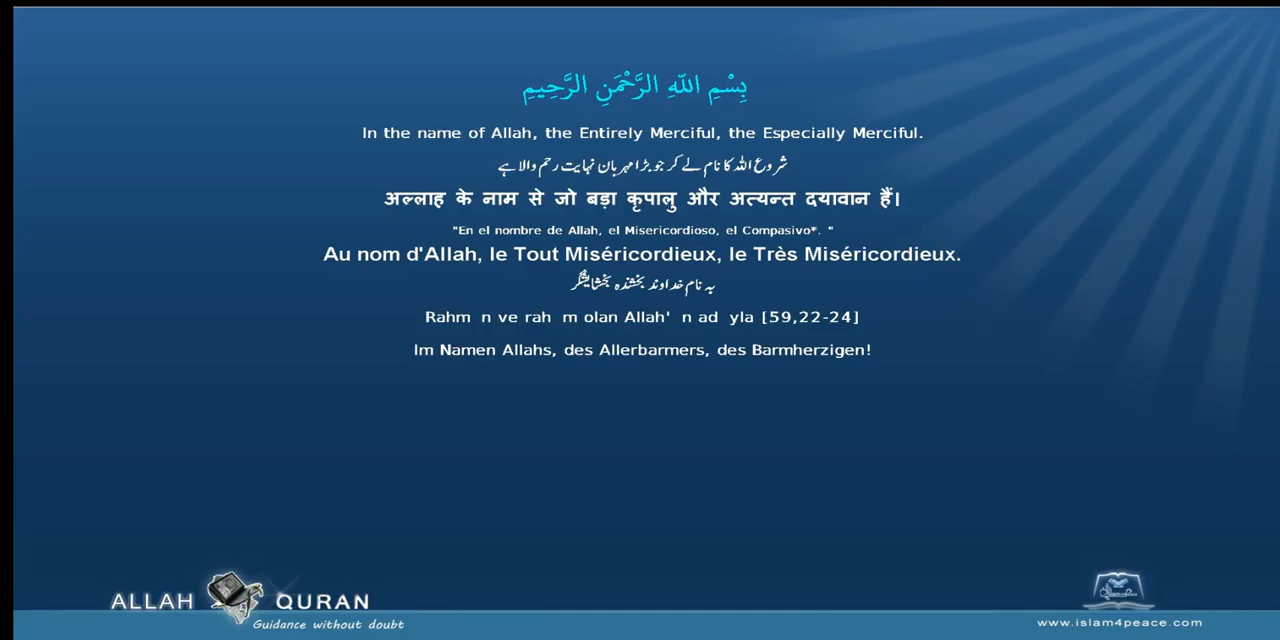 بِسْمِ اللّهِ الرَّحْمَنِ الرَّحِيمِ
In the name of Allah, the Entirely Merciful, the Especially Merciful.
شروع الله کا نام لے کر جو بڑا مہربان نہایت رحم والا ہے
अल्लाह के नाम से जो बड़ा कृपालु और अत्यन्त दयावान हैं।
"En el nombre de Allah, el Misericordioso, el Compasivo*. "
Au nom d'Allah, le Tout Miséricordieux, le Très Miséricordieux.
به نام خداوند بخشنده بخشایشگر
Rahm n ve rah m olan Allah' n ad yla [59,22-24]
Im Namen Allahs, des Allerbarmers, des Barmherzigen!
ALLAH QURAN
Guidance without doubt
www.islam4peace.com